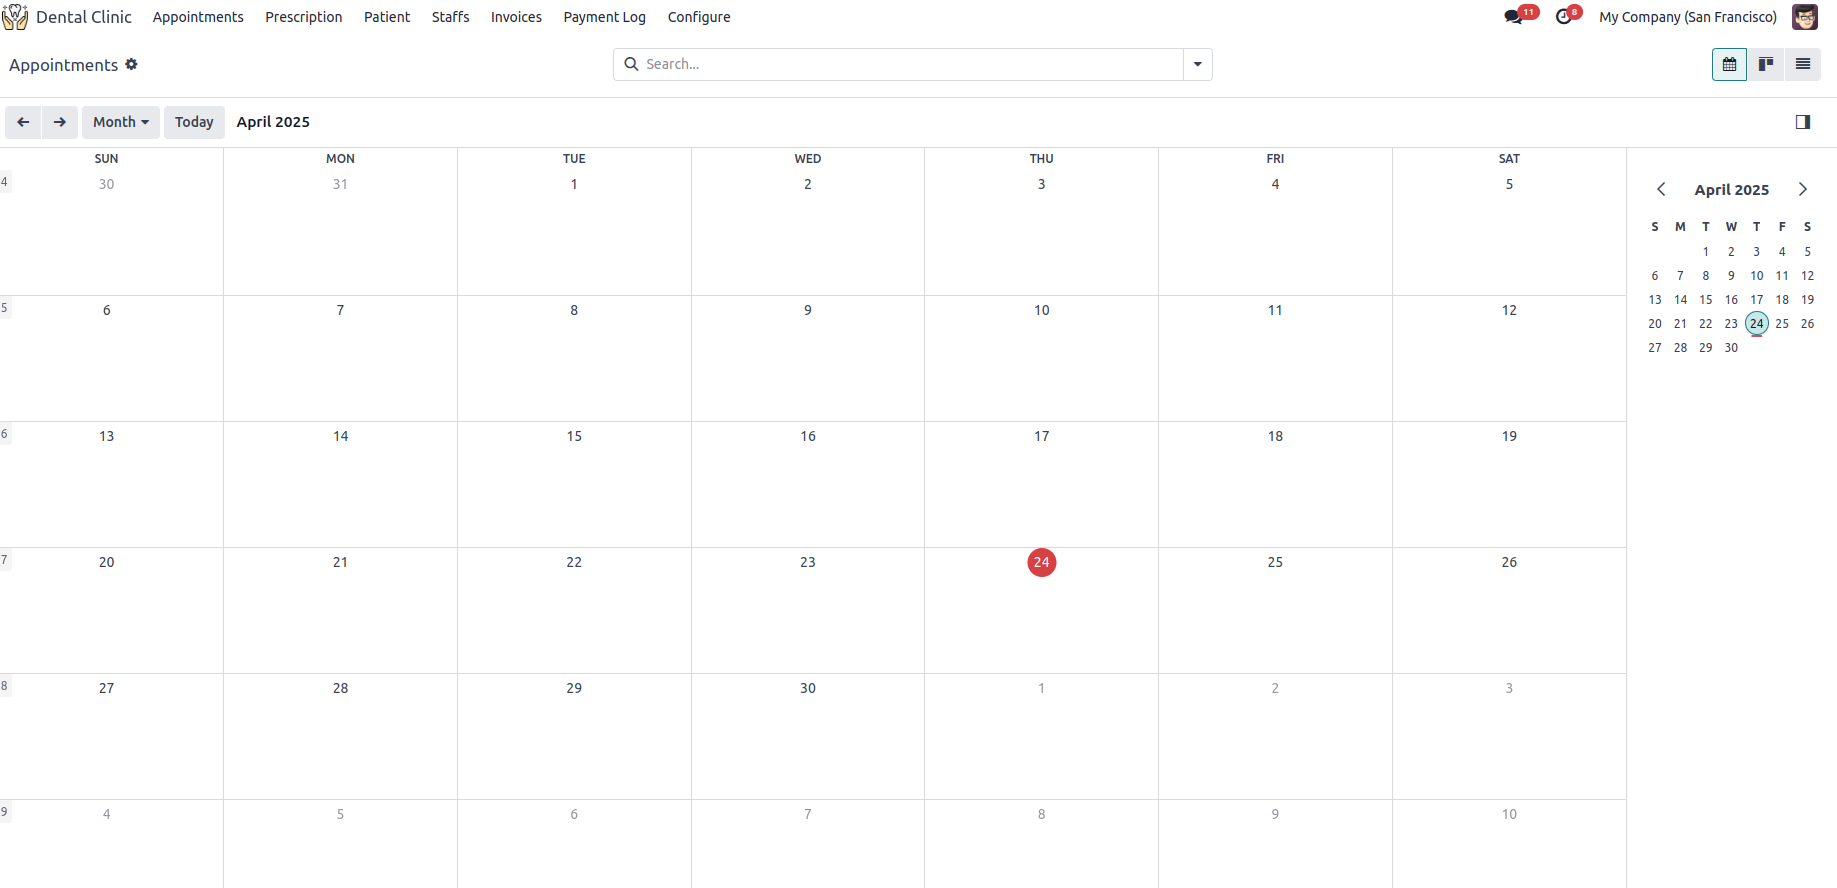 Dental Clinic Appointments Prescription Patient Staffs Invoices Payment Log Configure 11 8 My Company (San Francisco)
Appointments Search...
Month Today April 2025
SUN MON TUE WED THU FRI SAT
4 30 31 1 2 3 4 5
5 6 7 8 9 10 11 12
6 13 14 15 16 17 18 19
7 20 21 22 23 24 25 26
8 27 28 29 30 1 2 3
9 4 5 6 7 8 9 10
April 2025
S M T W T F S
1 2 3 4 5
6 7 8 9 10 11 12
13 14 15 16 17 18 19
20 21 22 23 24 25 26
27 28 29 30